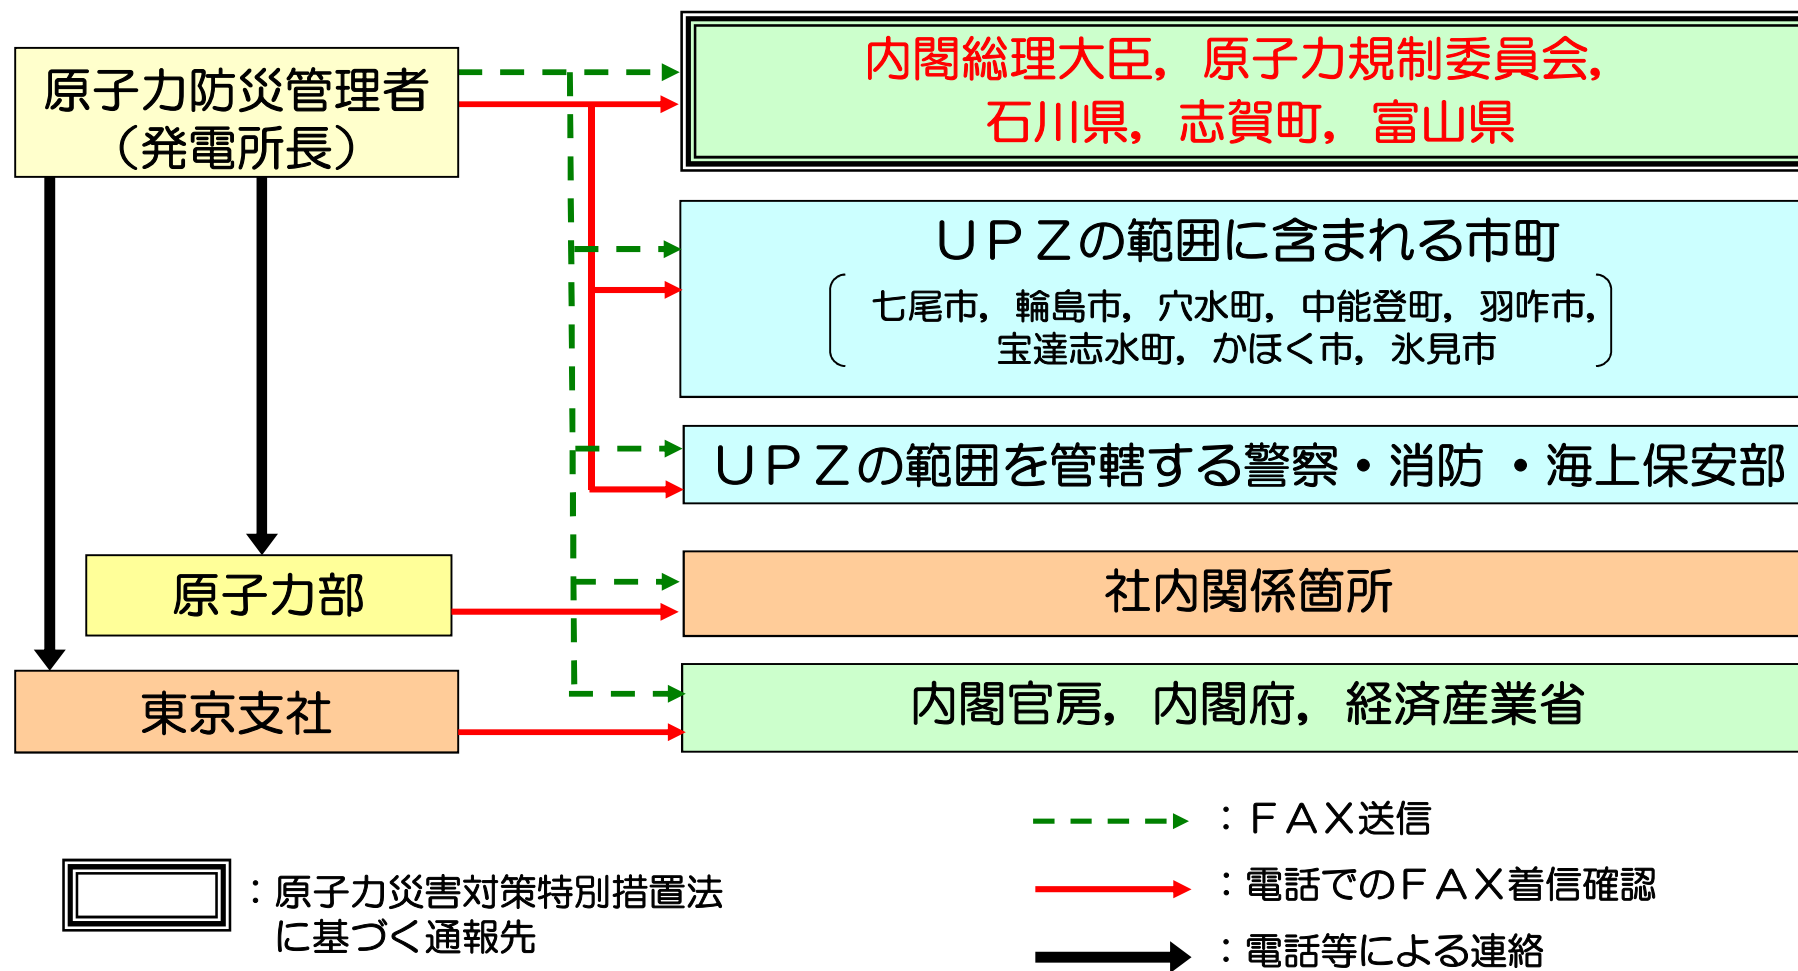 原子力防災管理者
（発電所長）
内閣総理大臣，原子力規制委員会，
石川県，志賀町，富山県
ＵＰＺの範囲に含まれる市町
七尾市，輪島市，穴水町，中能登町，羽咋市，
宝達志水町，かほく市，氷見市
ＵＰＺの範囲を管轄する警察・消防 ・海上保安部
原子力部
社内関係箇所
東京支社
内閣官房，内閣府，経済産業省
：ＦＡＸ送信
：電話でのＦＡＸ着信確認
：電話等による連絡
：原子力災害対策特別措置法
に基づく通報先